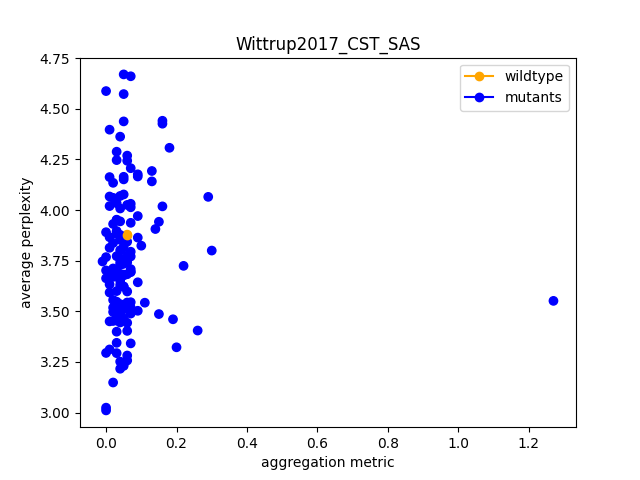 Wittrup2017_CST_SAS
wildtype
mutants
average perplexity
4.75
4.50
4.25
4.00
3.75
3.50
3.25
3.00
0.0 0.2 0.4 0.6 0.8 1.0 1.2
aggregation metric